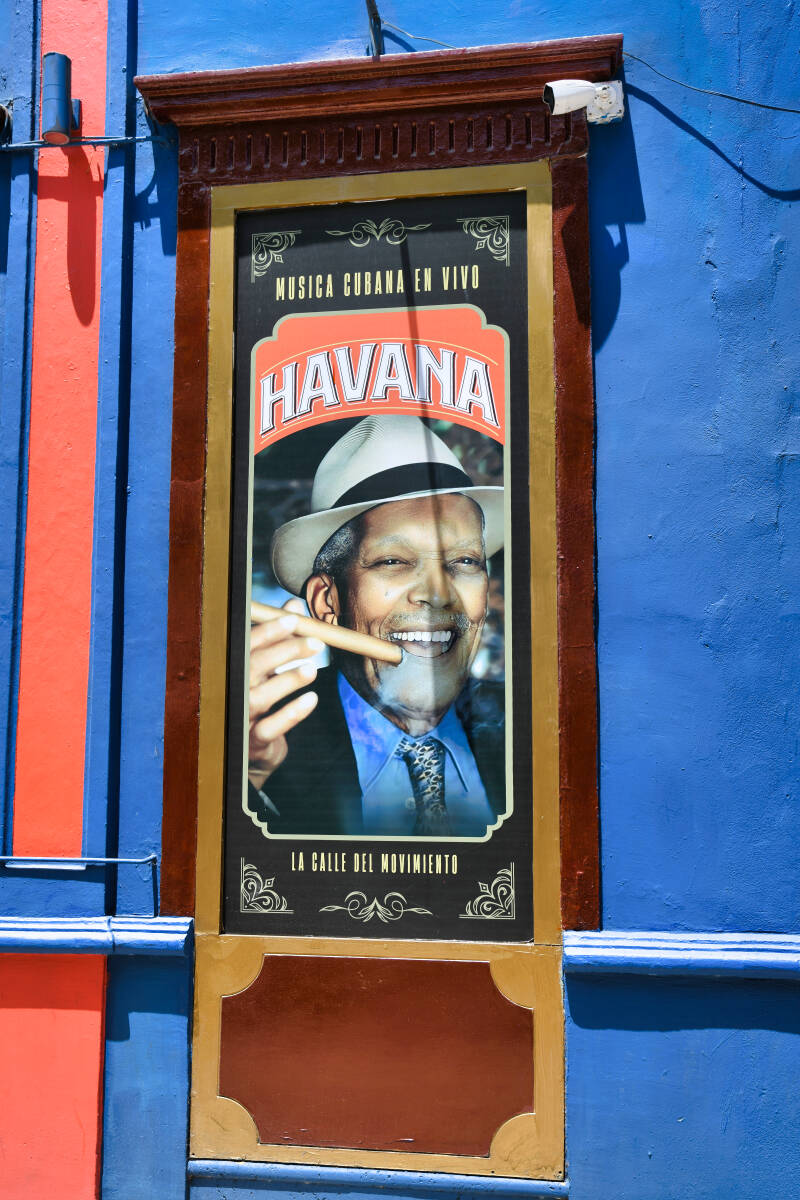 MUSICA CUBANA EN VIVO
HAVANA
LA CALLE DEL MOVIMIENTO